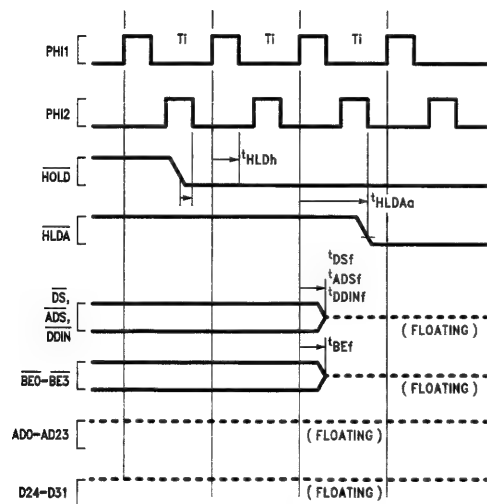 PHI1
Ti Ti Ti
PHI2
HOLD
tHLDh
tHLDAa
HLDA
tDSf
tADSf
tDDINf
DS,
ADS,
DDIN
(FLOATING)
tBEf
BE0-BE3
(FLOATING)
AD0-AD23
(FLOATING)
D24-D31
(FLOATING)